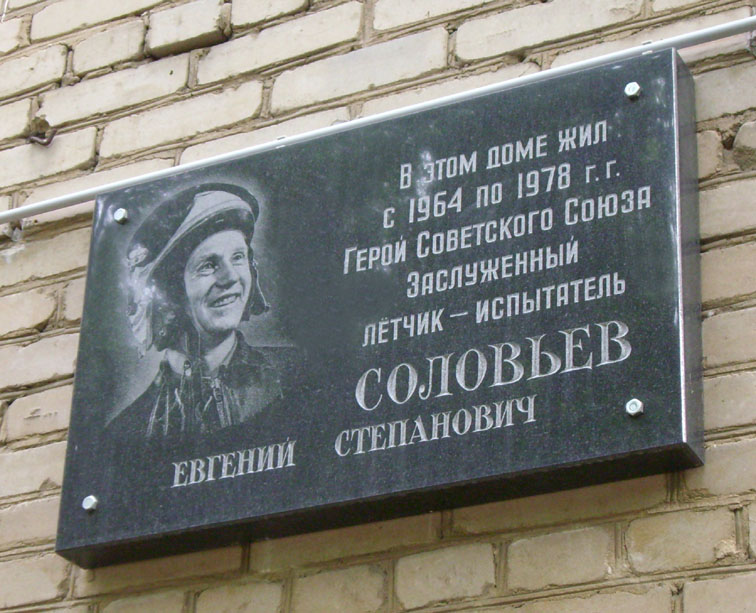 В ЭТОМ ДОМЕ ЖИЛ
С 1964 ПО 1978 Г.Г.
ГЕРОЙ СОВЕТСКОГО СОЮЗА
ЗАСЛУЖЕННЫЙ
ЛЁТЧИК – ИСПЫТАТЕЛЬ
СОЛОВЬЕВ
ЕВГЕНИЙ СТЕПАНОВИЧ